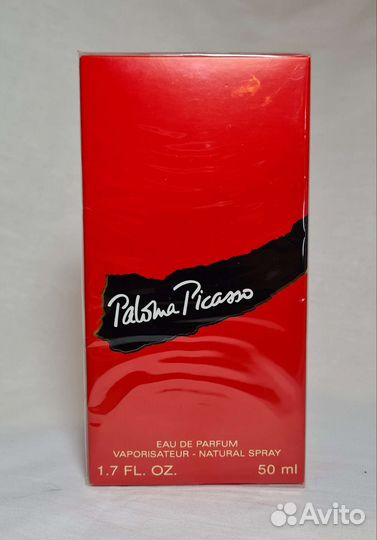 Paloma Picasso
EAU DE PARFUM
VAPORISATEUR - NATURAL SPRAY
1.7 FL. OZ. 50 ml
Avito